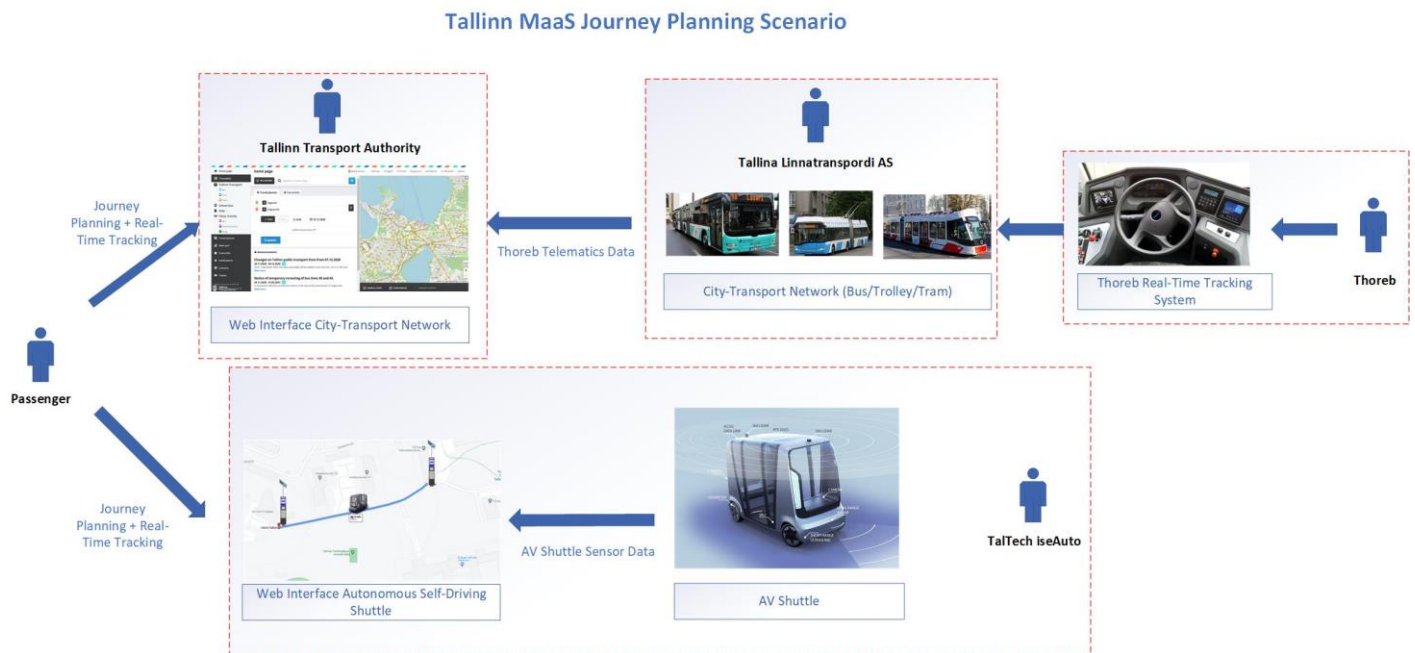 Tallinn MaaS Journey Planning Scenario
Tallinn Transport Authority
Tallina Linnatranspordi AS
Journey
Planning + Real-
Time Tracking
Thoreb Telematics Data
Web Interface City-Transport Network
City-Transport Network (Bus/Trolley/Tram)
Thoreb Real-Time Tracking
System
Thoreb
Passenger
Journey
Planning + Real-
Time Tracking
AV Shuttle Sensor Data
Web Interface Autonomous Self-Driving
Shuttle
AV Shuttle
TalTech iseAuto